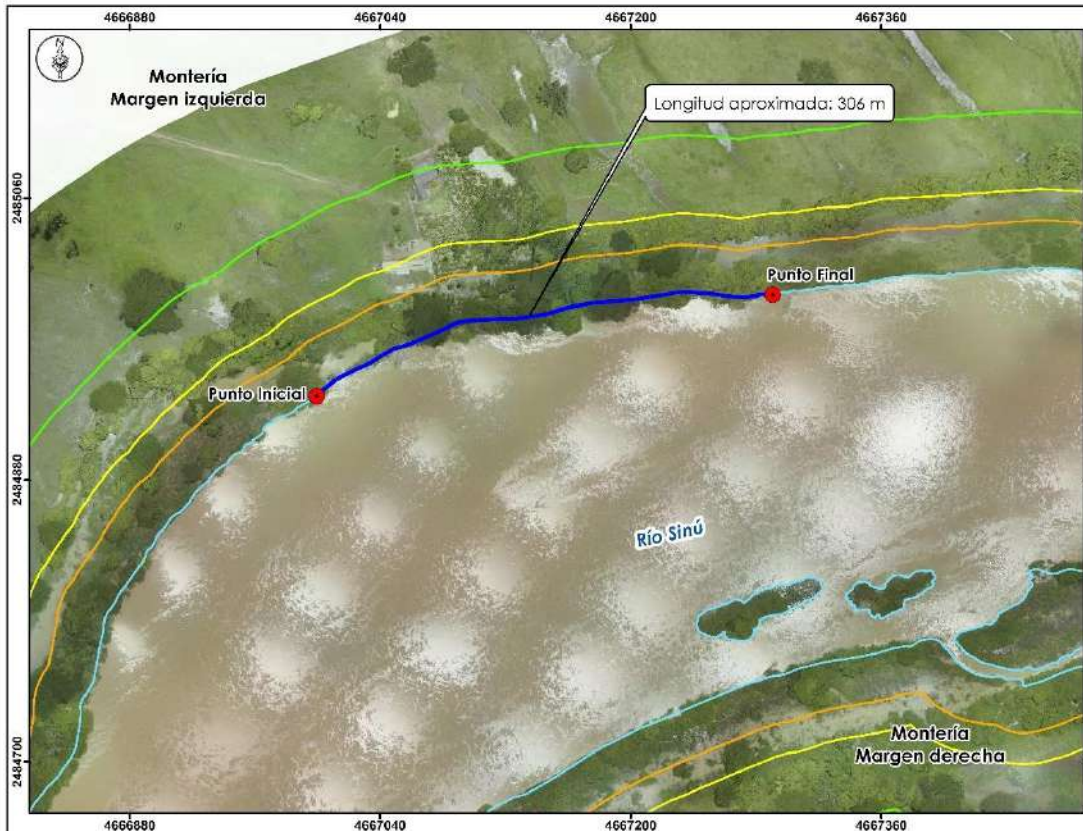 4666880
4667040
4667200
4667360
N
Montería
Margen izquierda
Longitud aproximada: 306 m
2485060
Punto Final
Punto Inicial
2484880
Río Sinú
Montería
Margen derecha
2484700
4666880
4667040
4667200
4667360